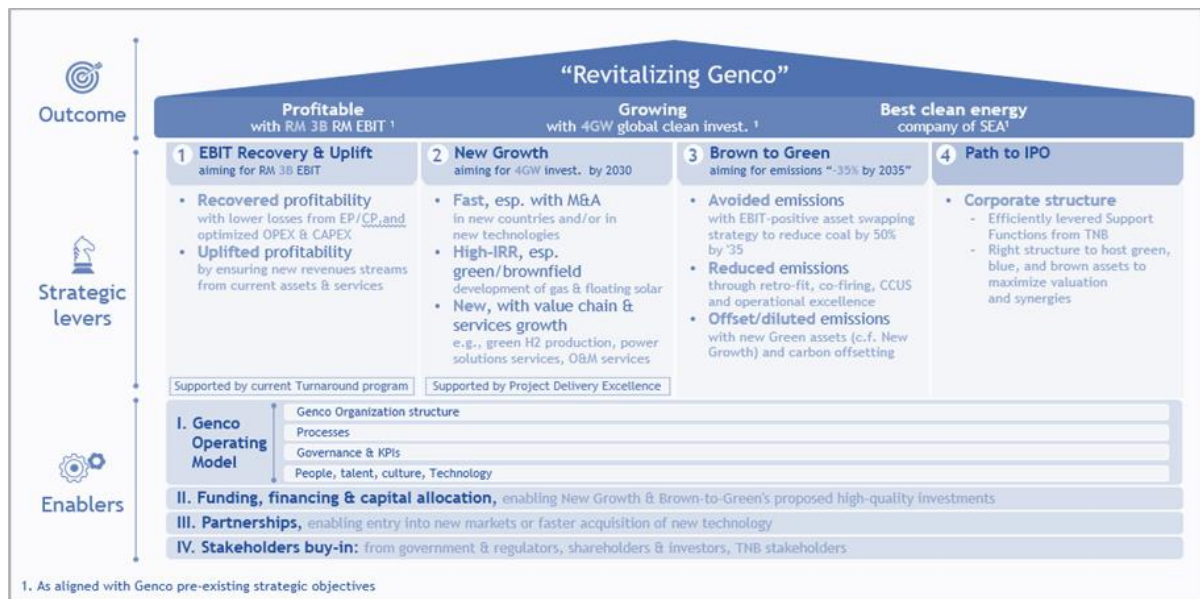 “Revitalizing Genco”
Outcome
Profitable
with RM 3B RM EBIT ¹
Growing
with 4GW global clean invest. ¹
Best clean energy
company of SEA¹
Strategic
levers
1 EBIT Recovery & Uplift
aiming for RM 3B EBIT
• Recovered profitability
with lower losses from EP/CP,and
optimized OPEX & CAPEX
• Uplifted profitability
by ensuring new revenues streams
from current assets & services
Supported by current Turnaround program
2 New Growth
aiming for 4GW invest. by 2030
• Fast, esp. with M&A
in new countries and/or in
new technologies
• High-IRR, esp.
green/brownfield
development of gas & floating solar
• New, with value chain &
services growth
e.g., green H2 production, power
solutions services, O&M services
Supported by Project Delivery Excellence
3 Brown to Green
aiming for emissions “-35% by 2035”
• Avoided emissions
with EBIT-positive asset swapping
strategy to reduce coal by 50%
by '35
• Reduced emissions
through retro-fit, co-firing, CCUS
and operational excellence
• Offset/diluted emissions
with new Green assets (c.f. New
Growth) and carbon offsetting
4 Path to IPO
• Corporate structure
- Efficiently levered Support
Functions from TNB
- Right structure to host green,
blue, and brown assets to
maximize valuation
and synergies
Enablers
I. Genco
Operating
Model
Genco Organization structure
Processes
Governance & KPIs
People, talent, culture, Technology
II. Funding, financing & capital allocation, enabling New Growth & Brown-to-Green's proposed high-quality investments
III. Partnerships, enabling entry into new markets or faster acquisition of new technology
IV. Stakeholders buy-in: from government & regulators, shareholders & investors, TNB stakeholders
1. As aligned with Genco pre-existing strategic objectives